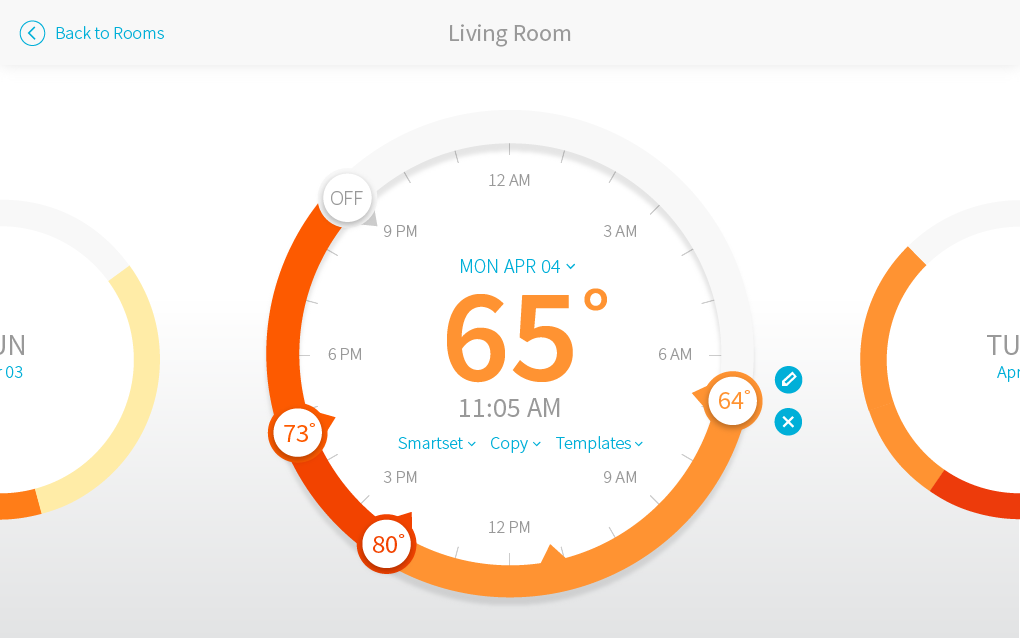 Back to Rooms
Living Room
12 AM
OFF
9 PM
3 AM
MON APR 04
65°
6 PM
6 AM
UN
03
TU
Apr
64°
11:05 AM
73°
Smartset Copy Templates
3 PM
9 AM
12 PM
80°